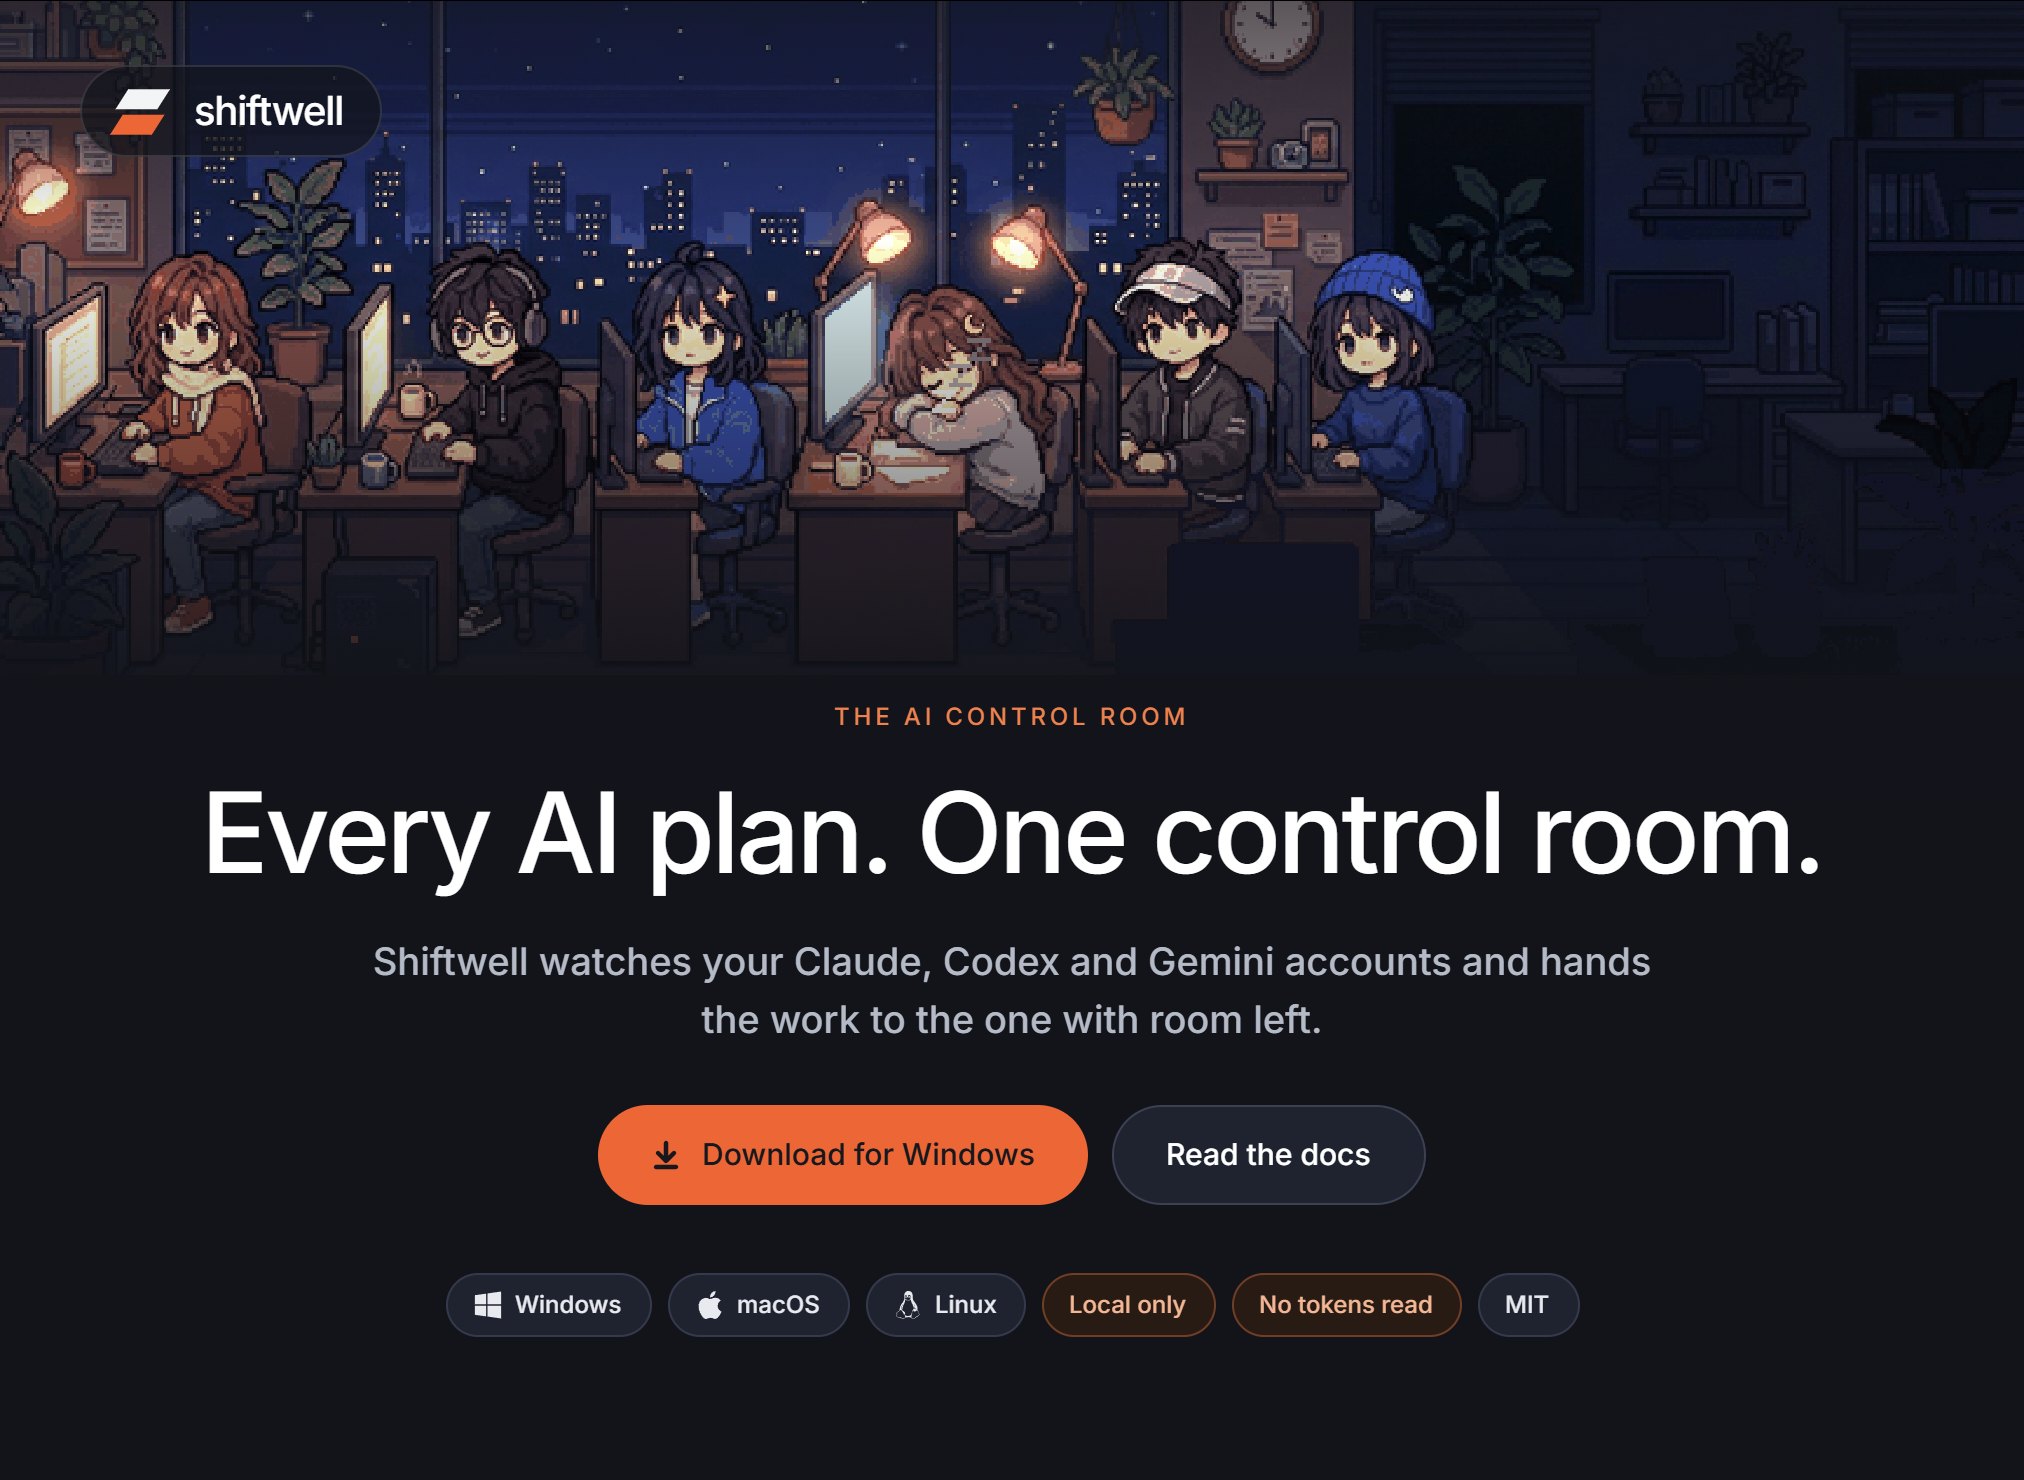 shiftwell
THE AI CONTROL ROOM
Every AI plan. One control room.
Shiftwell watches your Claude, Codex and Gemini accounts and hands
the work to the one with room left.
Download for Windows
Read the docs
Windows
macOS
Linux
Local only
No tokens read
MIT